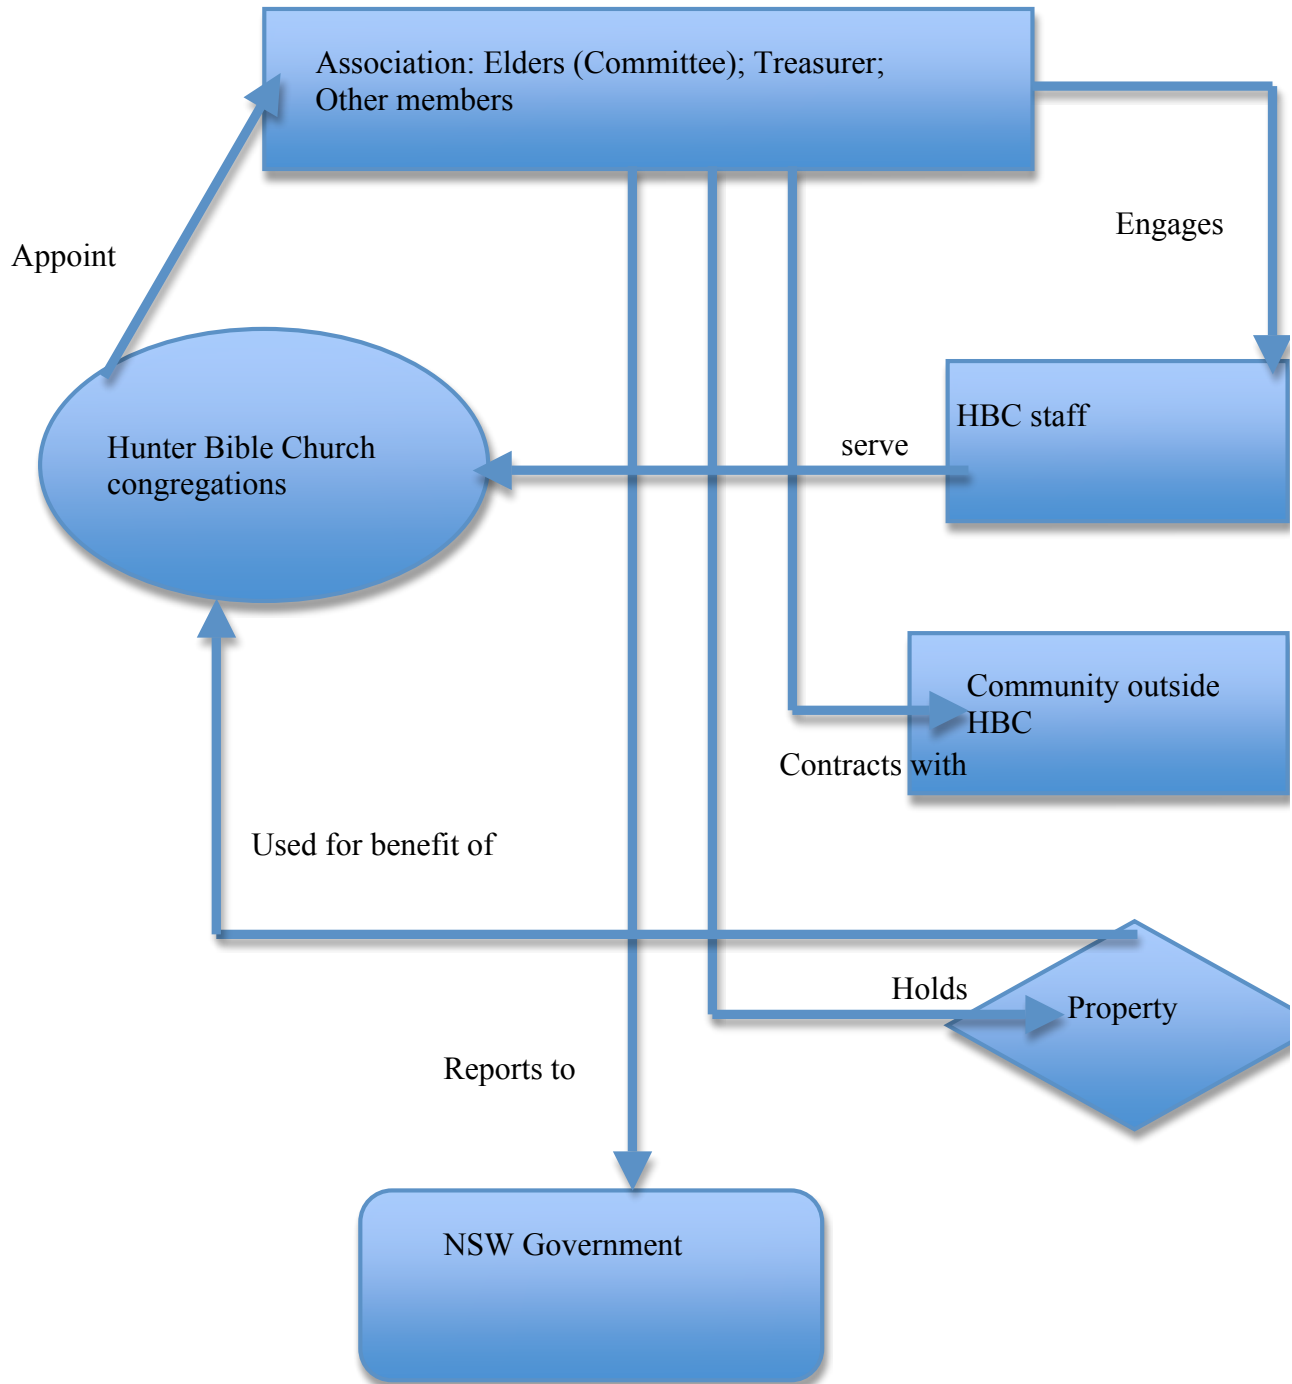 Association: Elders (Committee); Treasurer;
Other members
Engages
Appoint
HBC staff
serve
Hunter Bible Church
congregations
Community outside
HBC
Contracts with
Used for benefit of
Holds
Property
Reports to
NSW Government